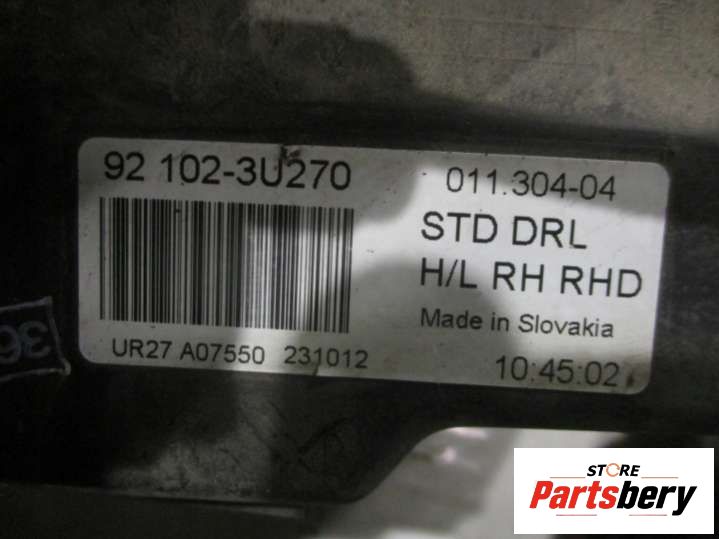 92 102-3U270
011.304-04
STD DRL
H/L RH RHD
Made in Slovakia
UR27 A07550 231012
10:45:02
36
STORE
Partsbery